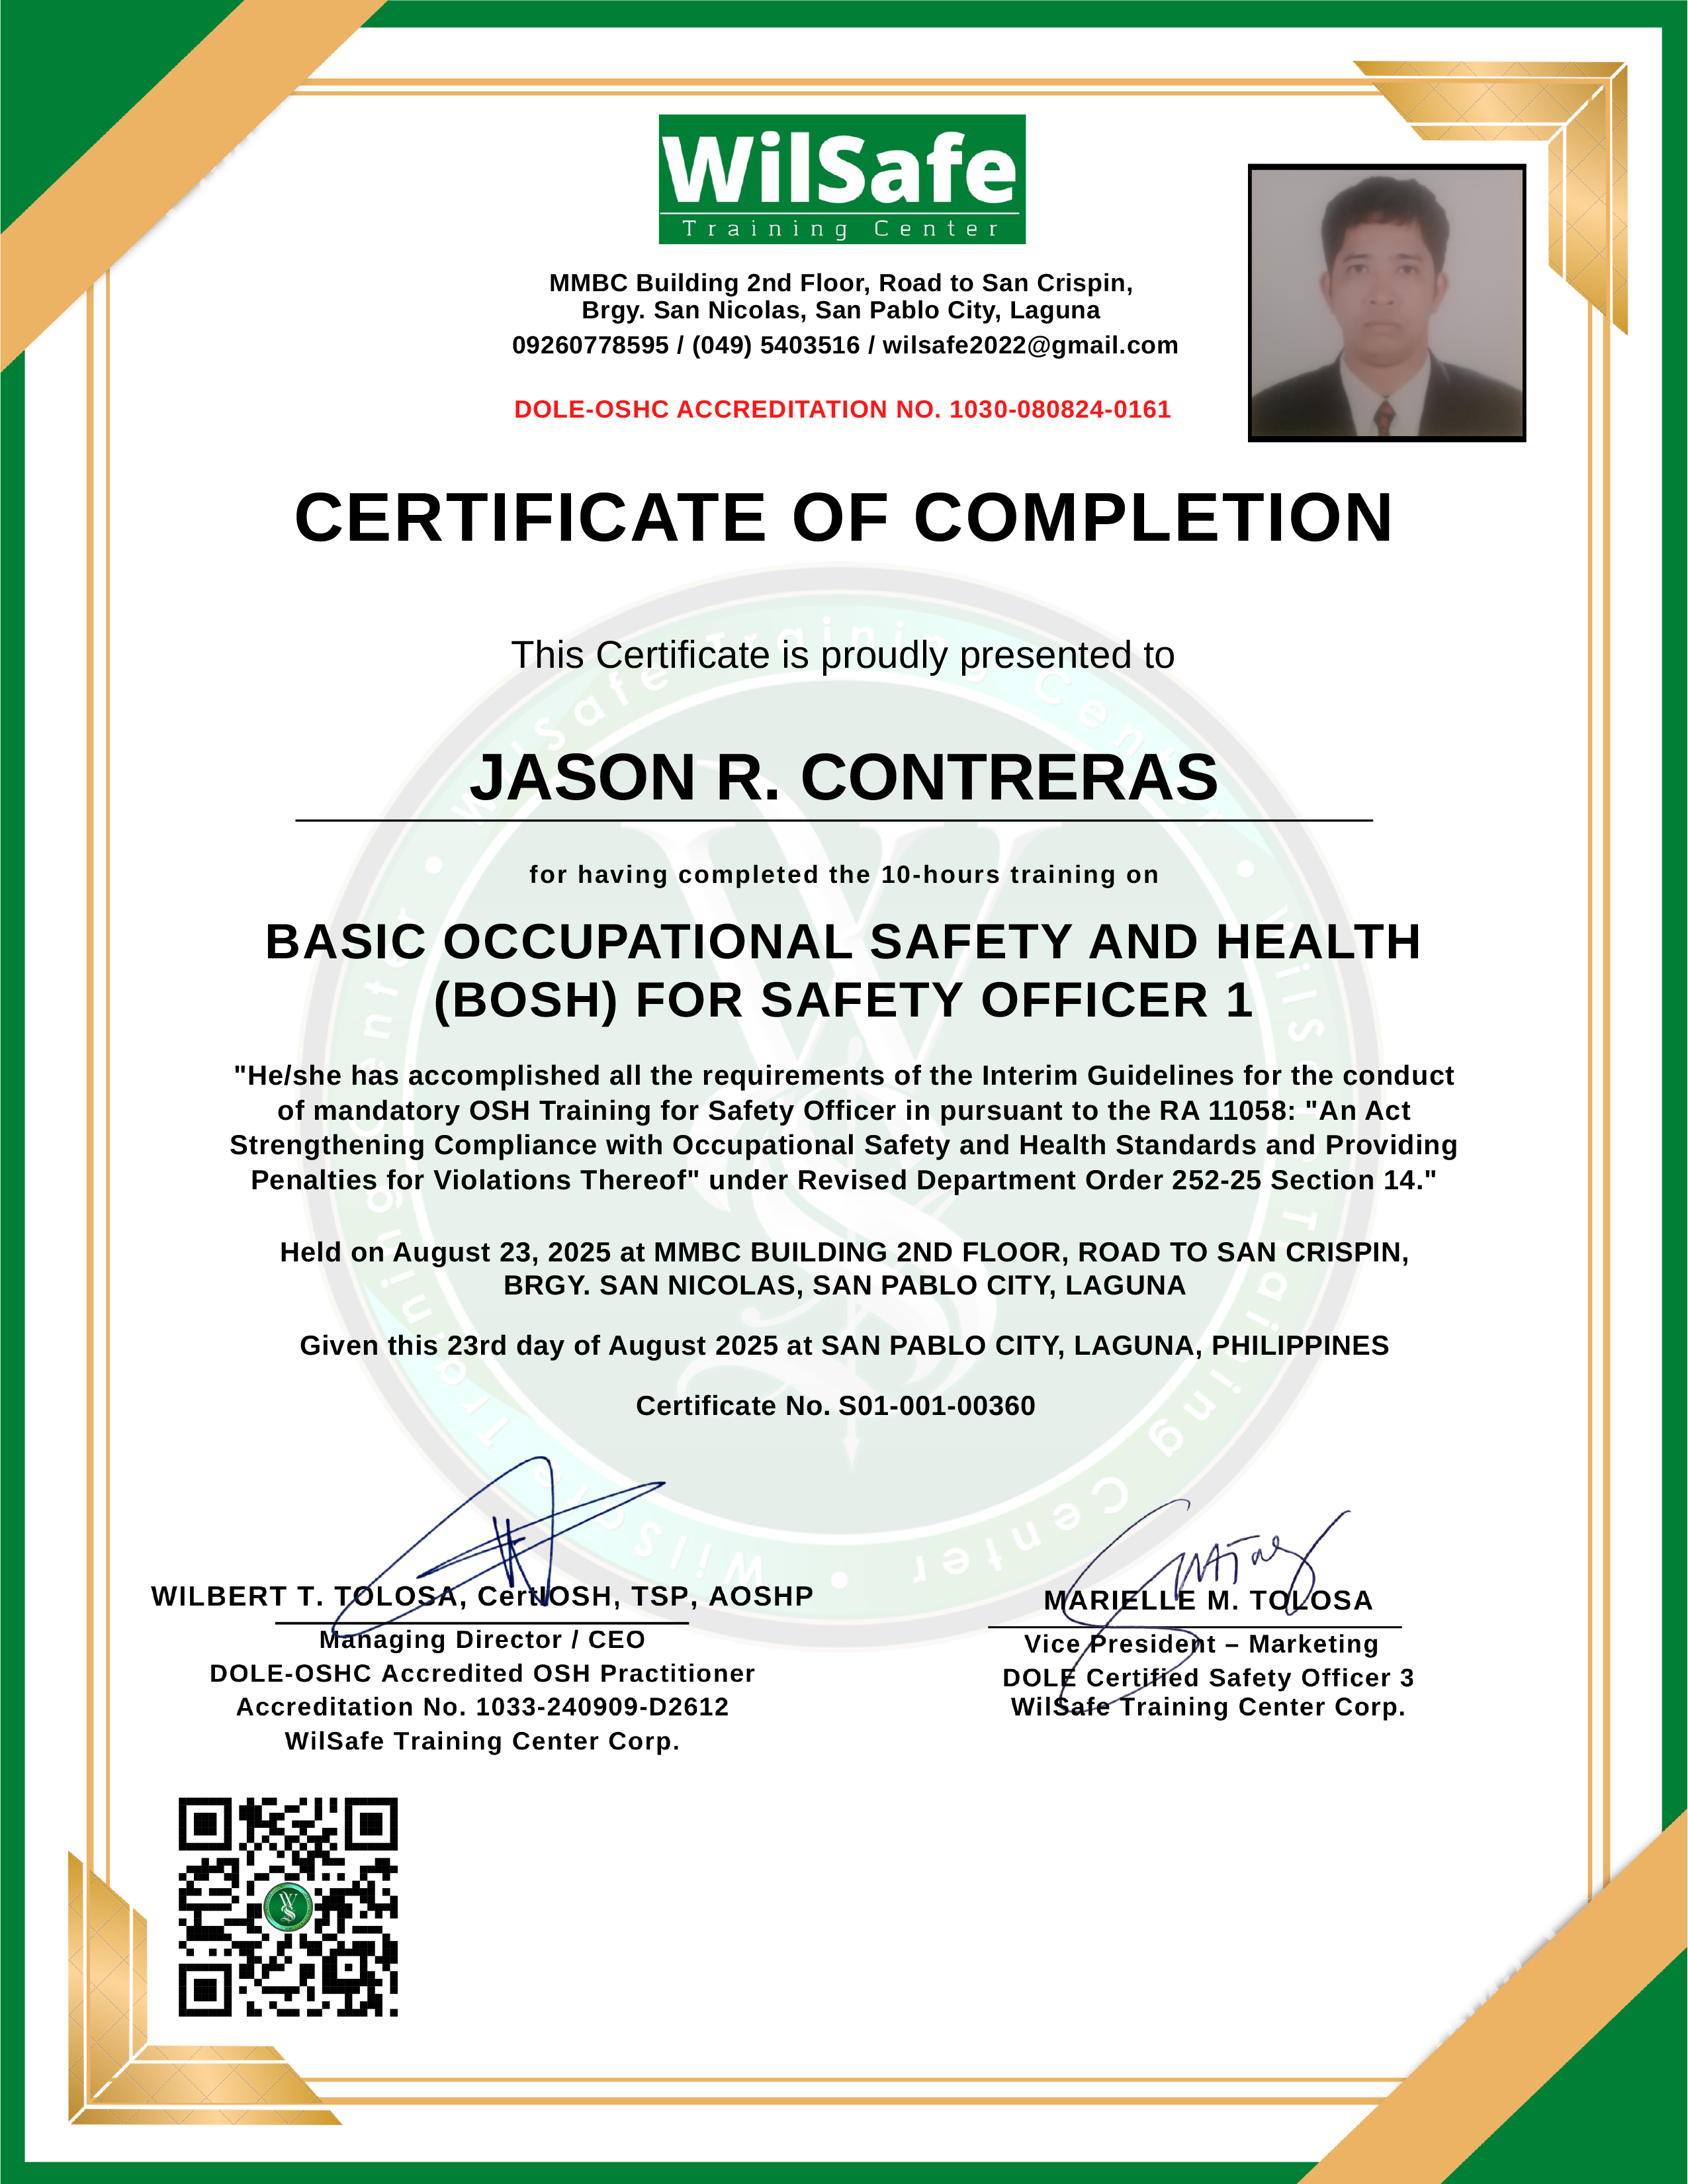 WilSafe
Training Center
MMBC Building 2nd Floor, Road to San Crispin,
Brgy. San Nicolas, San Pablo City, Laguna
09260778595 / (049) 5403516 / wilsafe2022@gmail.com
DOLE-OSHC ACCREDITATION NO. 1030-080824-0161
CERTIFICATE OF COMPLETION
This Certificate is proudly presented to
JASON R. CONTRERAS
for having completed the 10-hours training on
BASIC OCCUPATIONAL SAFETY AND HEALTH
(BOSH) FOR SAFETY OFFICER 1
"He/she has accomplished all the requirements of the Interim Guidelines for the conduct
of mandatory OSH Training for Safety Officer in pursuant to the RA 11058: "An Act
Strengthening Compliance with Occupational Safety and Health Standards and Providing
Penalties for Violations Thereof" under Revised Department Order 252-25 Section 14."
Held on August 23, 2025 at MMBC BUILDING 2ND FLOOR, ROAD TO SAN CRISPIN,
BRGY. SAN NICOLAS, SAN PABLO CITY, LAGUNA
Given this 23rd day of August 2025 at SAN PABLO CITY, LAGUNA, PHILIPPINES
Certificate No. S01-001-00360
WilSafe Training Center • WilSafe Training Center • WilSafe Training Center •
WILBERT T. TOLOSA, CertIOSH, TSP, AOSHP
Managing Director / CEO
DOLE-OSHC Accredited OSH Practitioner
Accreditation No. 1033-240909-D2612
WilSafe Training Center Corp.
MARIELLE M. TOLOSA
Vice President – Marketing
DOLE Certified Safety Officer 3
WilSafe Training Center Corp.